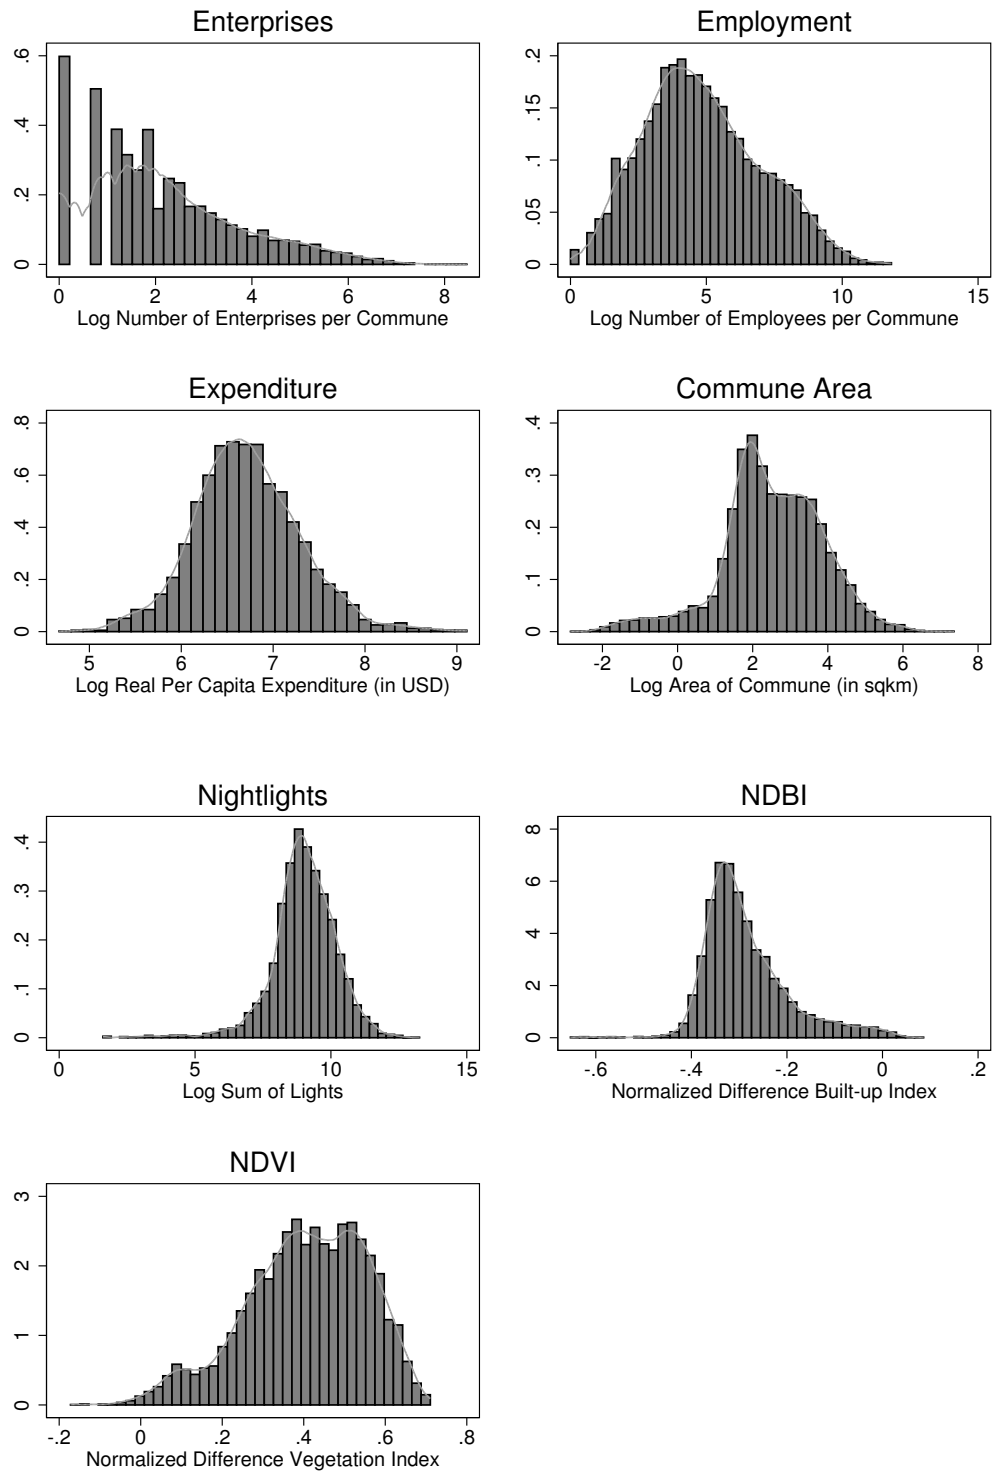 Enterprises
.6
.4
.2
0
0 2 4 6 8
Log Number of Enterprises per Commune
Employment
.2
.15
.1
.05
0
0 5 10 15
Log Number of Employees per Commune
Expenditure
.8
.6
.4
.2
0
5 6 7 8 9
Log Real Per Capita Expenditure (in USD)
Commune Area
.4
.3
.2
.1
0
-2 0 2 4 6 8
Log Area of Commune (in sqkm)
Nightlights
.4
.3
.2
.1
0
0 5 10 15
Log Sum of Lights
NDBI
8
6
4
2
0
-.6 -.4 -.2 0 .2
Normalized Difference Built-up Index
NDVI
3
2
1
0
-.2 0 .2 .4 .6 .8
Normalized Difference Vegetation Index